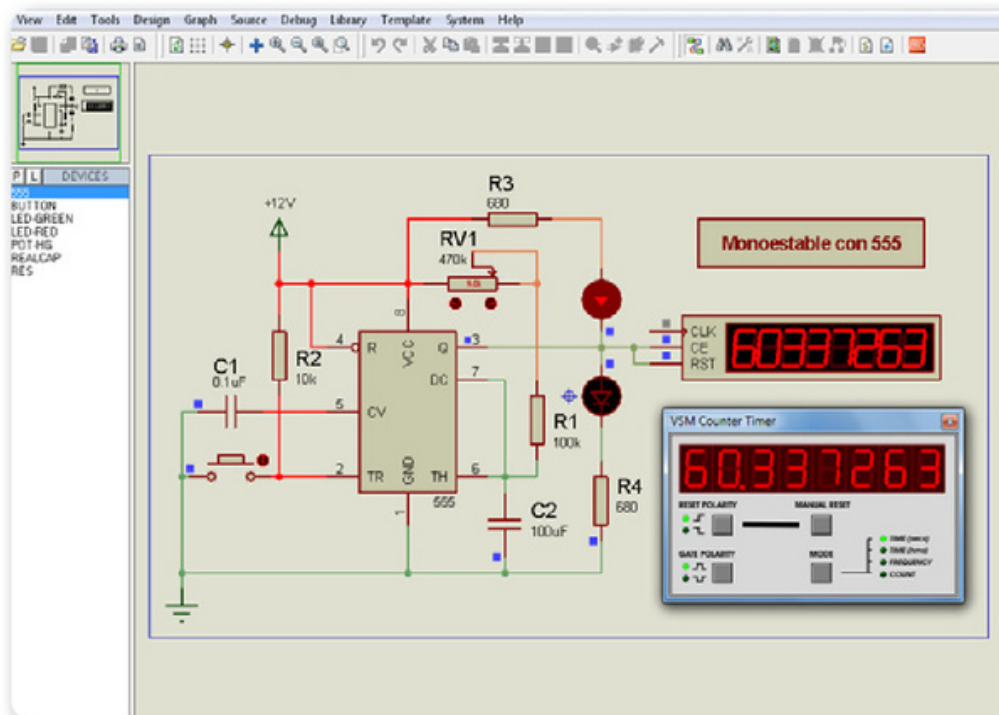 View Edit Tools Design Graph Source Debug Library Template System Help
P L DEVICES
555
BUTTON
LED-GREEN
LED-RED
POT-HG
REALCAP
RES
+12V
R3
680
RV1
470k
Monoestable con 555
8
4
R
VCC
Q
3
CLK
CE
RST
60337263
R2
10k
C1
0.1uF
DC
7
5
CV
R1
100k
VSM Counter Timer
60.337263
2
TR
GND
TH
6
1
555
C2
100uF
R4
680
RESET POLARITY
MANUAL RESET
GATE POLARITY
MODE
TIME (secs)
TIME (hms)
FREQUENCY
COUNT